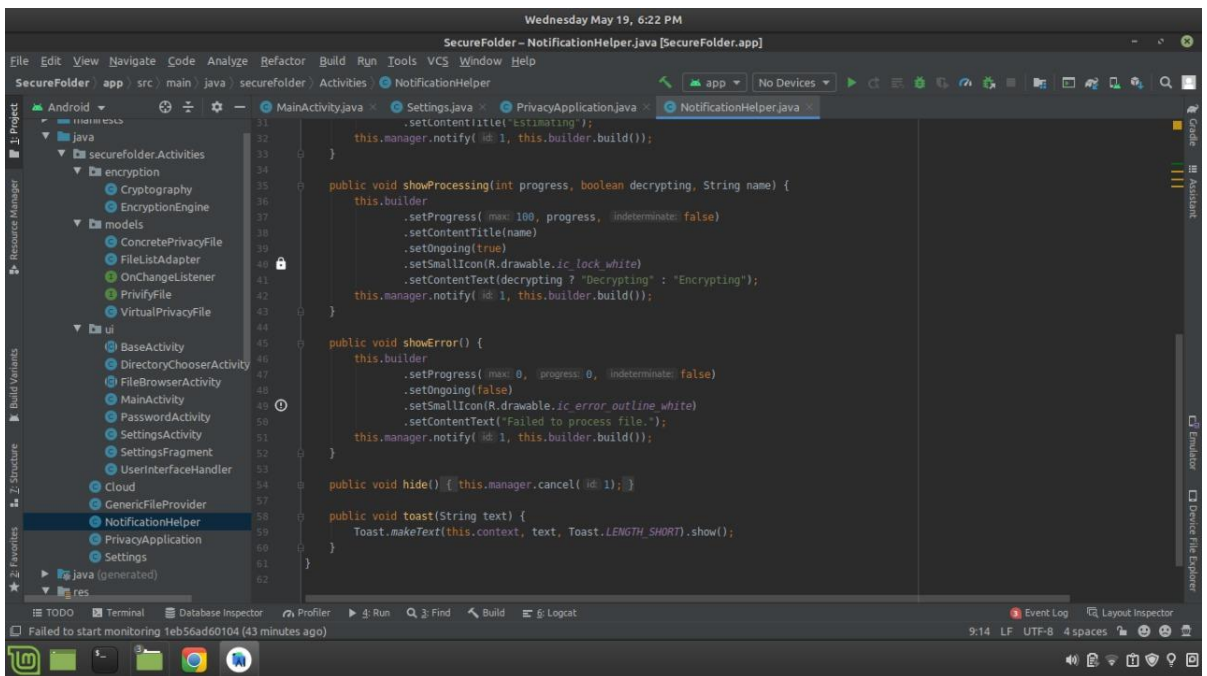 Wednesday May 19, 6:22 PM
SecureFolder – NotificationHelper.java [SecureFolder.app]
File Edit View Navigate Code Analyze Refactor Build Run Tools VCS Window Help
SecureFolder app src main java securefolder Activities NotificationHelper
app No Devices
Android
MainActivity.java Settings.java PrivacyApplication.java NotificationHelper.java
1: Project
Resource Manager
Build Variants
7: Structure
2: Favorites
manifests
java
securefolder.Activities
encryption
Cryptography
EncryptionEngine
models
ConcretePrivacyFile
FileListAdapter
OnChangeListener
PrivifyFile
VirtualPrivacyFile
ui
BaseActivity
DirectoryChooserActivity
FileBrowserActivity
MainActivity
PasswordActivity
SettingsActivity
SettingsFragment
UserInterfaceHandler
Cloud
GenericFileProvider
NotificationHelper
PrivacyApplication
Settings
java (generated)
res
31 .setContentTitle("Estimating");
32 this.manager.notify( id: 1, this.builder.build());
33 }
34
35 public void showProcessing(int progress, boolean decrypting, String name) {
36 this.builder
37 .setProgress( max: 100, progress, indeterminate: false)
38 .setContentTitle(name)
39 .setOngoing(true)
40 .setSmallIcon(R.drawable.ic_lock_white)
41 .setContentText(decrypting ? "Decrypting" : "Encrypting");
42 this.manager.notify( id: 1, this.builder.build());
43 }
44
45 public void showError() {
46 this.builder
47 .setProgress( max: 0, progress: 0, indeterminate: false)
48 .setOngoing(false)
49 .setSmallIcon(R.drawable.ic_error_outline_white)
50 .setContentText("Failed to process file.");
51 this.manager.notify( id: 1, this.builder.build());
52 }
53
54 public void hide() { this.manager.cancel( id: 1); }
57
58 public void toast(String text) {
59 Toast.makeText(this.context, text, Toast.LENGTH_SHORT).show();
60 }
61 }
62
Gradle
Assistant
Emulator
Device File Explorer
TODO Terminal Database Inspector Profiler 4: Run 3: Find Build 6: Logcat 3 Event Log Layout Inspector
Failed to start monitoring 1eb56ad60104 (43 minutes ago) 9:14 LF UTF-8 4 spaces
3